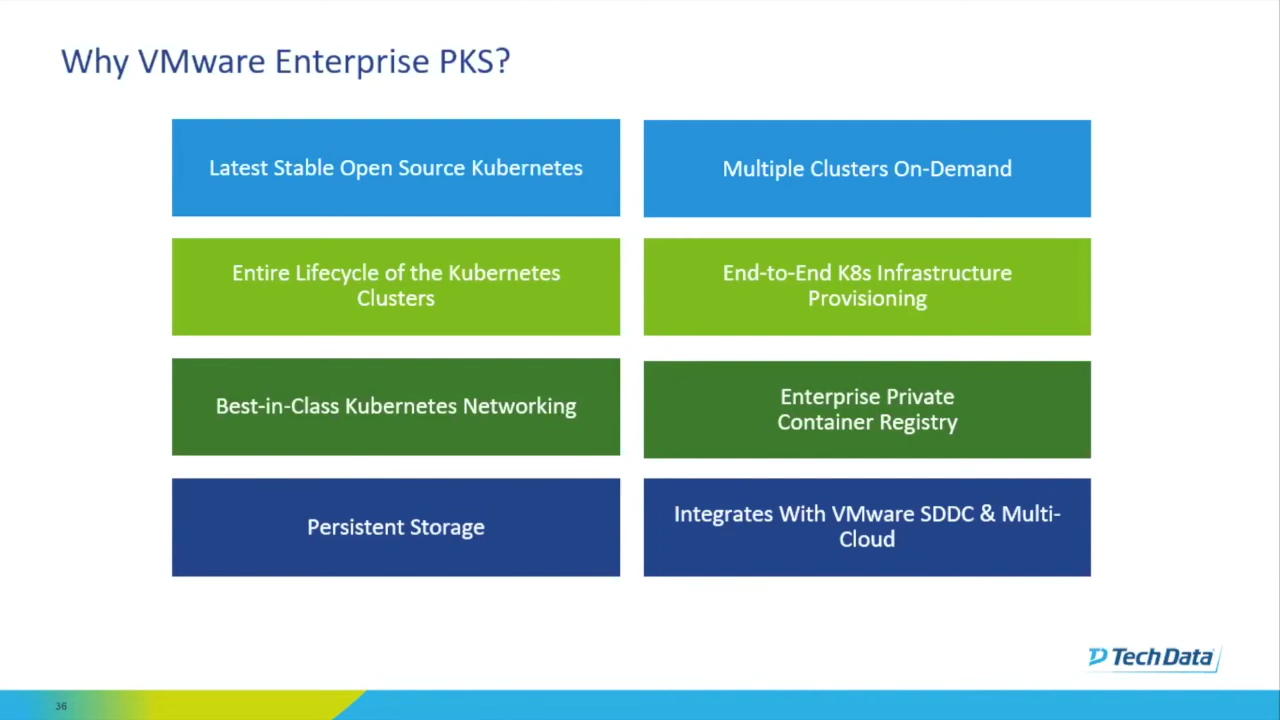 Why VMware Enterprise PKS?
Latest Stable Open Source Kubernetes
Multiple Clusters On-Demand
Entire Lifecycle of the Kubernetes
Clusters
End-to-End K8s Infrastructure
Provisioning
Best-in-Class Kubernetes Networking
Enterprise Private
Container Registry
Persistent Storage
Integrates With VMware SDDC & Multi-
Cloud
Tech Data
36